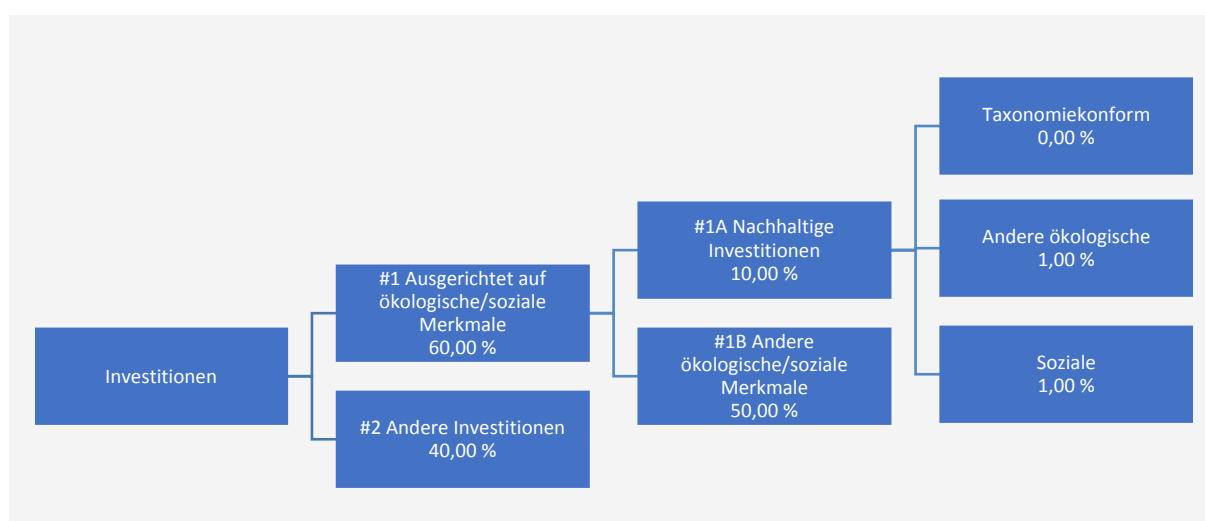 Investitionen
#1 Ausgerichtet auf
ökologische/soziale
Merkmale
60,00 %
#2 Andere Investitionen
40,00 %
#1A Nachhaltige
Investitionen
10,00 %
#1B Andere
ökologische/soziale
Merkmale
50,00 %
Taxonomiekonform
0,00 %
Andere ökologische
1,00 %
Soziale
1,00 %